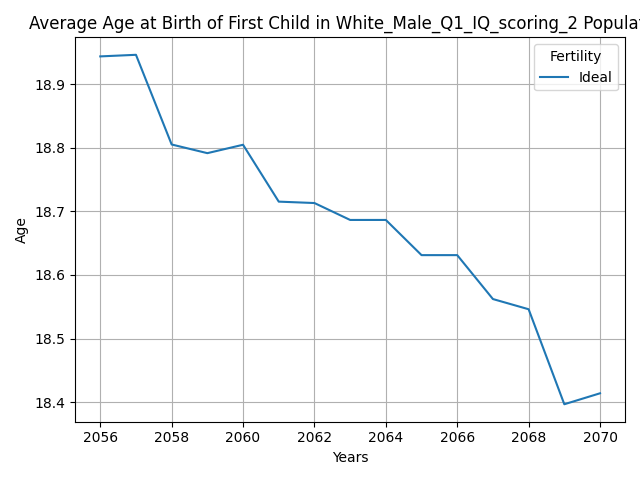 Average Age at Birth of First Child in White_Male_Q1_IQ_scoring_2 Popula
Fertility
Ideal
18.9
18.8
18.7
18.6
18.5
18.4
Age
2056 2058 2060 2062 2064 2066 2068 2070
Years